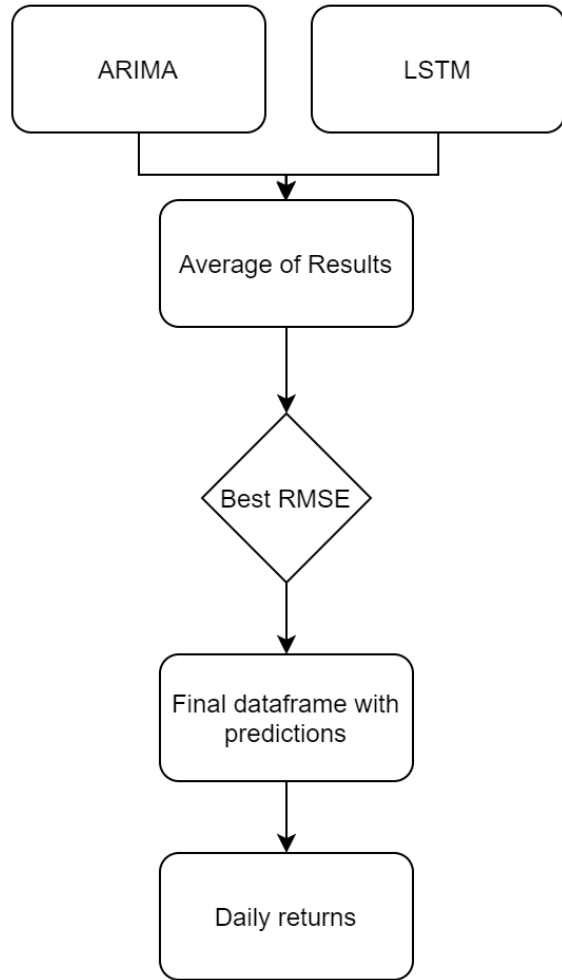 ARIMA
LSTM
Average of Results
Best RMSE
Final dataframe with
predictions
Daily returns